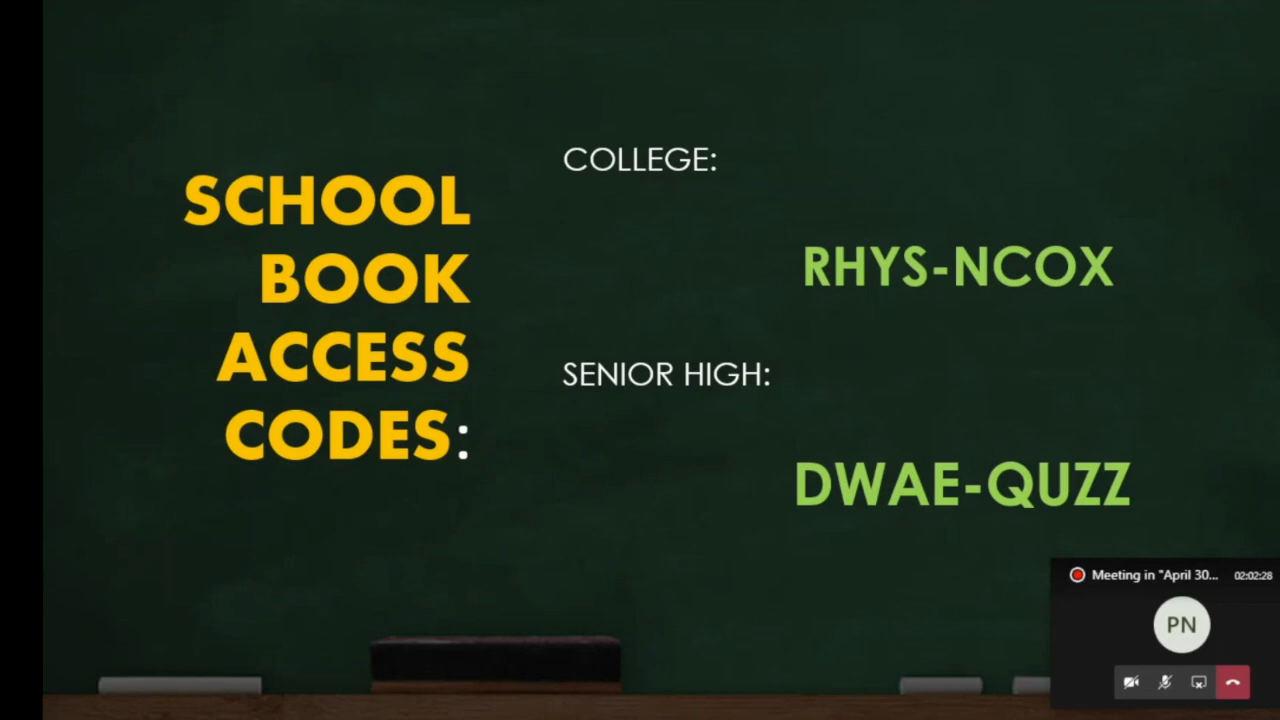 SCHOOL
BOOK
ACCESS
CODES:
COLLEGE:
RHYS-NCOX
SENIOR HIGH:
DWAE-QUZZ
Meeting in "April 30... 02:02:28
PN